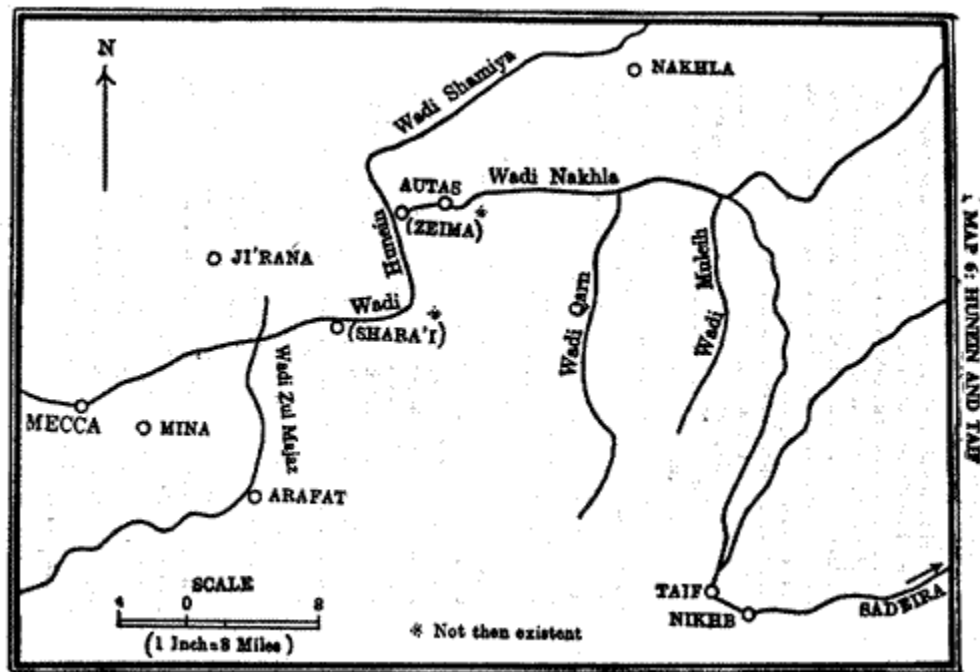 N
Wadi Shamiya
NAKHLA
AUTAS
Wadi Nakhla
(ZEIMA)*
Hunain
JI'RANA
Wadi
(SHARA'I)*
Wadi Qarn
Wadi Muleih
Wadi Zul Majaz
MECCA
MINA
ARAFAT
SCALE
4 0 8
(1 Inch=8 Miles)
* Not then existent
TAIF
NIKHB
SADEIRA
MAP 6: HUNEIN AND TAIF